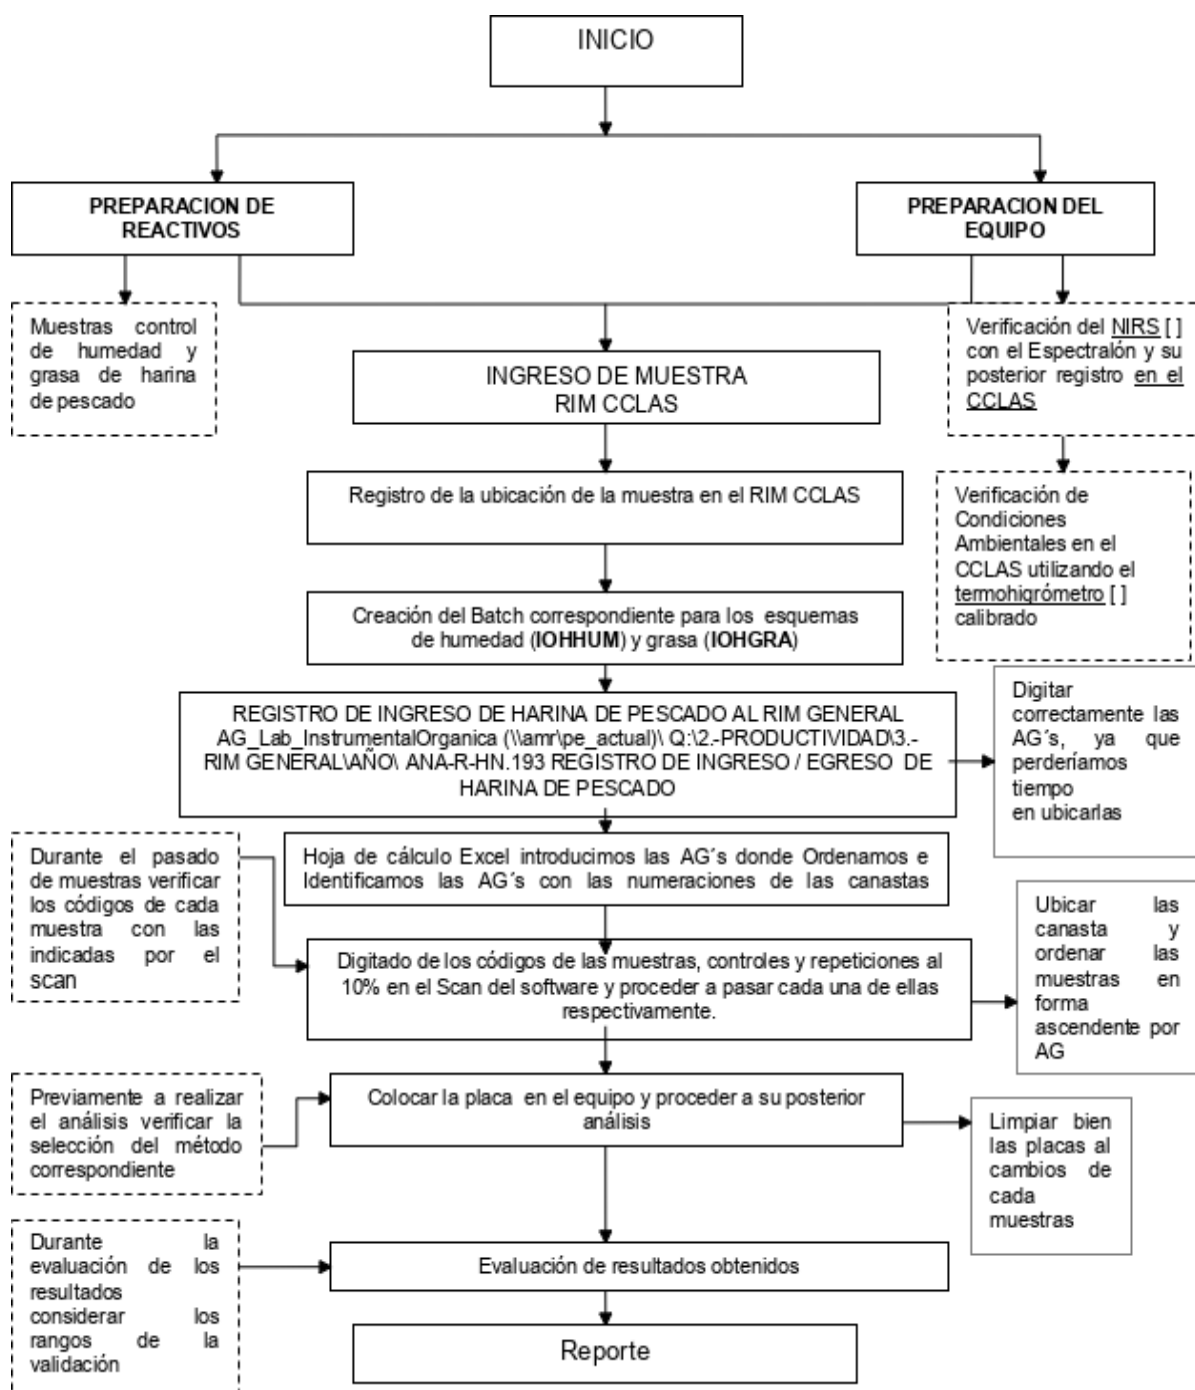 INICIO
PREPARACION DE
REACTIVOS
PREPARACION DEL
EQUIPO
Muestras control
de humedad y
grasa de harina
de pescado
INGRESO DE MUESTRA
RIM CCLAS
Verificación del NIRS [ ]
con el Espectralón y su
posterior registro en el
CCLAS
Registro de la ubicación de la muestra en el RIM CCLAS
Verificación de
Condiciones
Ambientales en el
CCLAS utilizando el
termohigrómetro [ ]
calibrado
Creación del Batch correspondiente para los esquemas
de humedad (IOHHUM) y grasa (IOHGRA)
REGISTRO DE INGRESO DE HARINA DE PESCADO AL RIM GENERAL
AG_Lab_InstrumentalOrganica (\\amr\pe_actual)\ Q:\2.-PRODUCTIVIDAD\3.-
RIM GENERAL\AÑO\ ANA-R-HN.193 REGISTRO DE INGRESO / EGRESO DE
HARINA DE PESCADO
Digitar
correctamente las
AG´s, ya que
perderíamos
tiempo
en ubicarlas
Durante el pasado
de muestras verificar
los códigos de cada
muestra con las
indicadas por el
scan
Hoja de cálculo Excel introducimos las AG´s donde Ordenamos e
Identificamos las AG´s con las numeraciones de las canastas
Ubicar las
canasta y
ordenar las
muestras en
forma
ascendente por
AG
Digitado de los códigos de las muestras, controles y repeticiones al
10% en el Scan del software y proceder a pasar cada una de ellas
respectivamente.
Previamente a realizar
el análisis verificar la
selección del método
correspondiente
Colocar la placa en el equipo y proceder a su posterior
análisis
Limpiar bien
las placas al
cambios de
cada
muestras
Durante la
evaluación de los
resultados
considerar los
rangos de la
validación
Evaluación de resultados obtenidos
Reporte